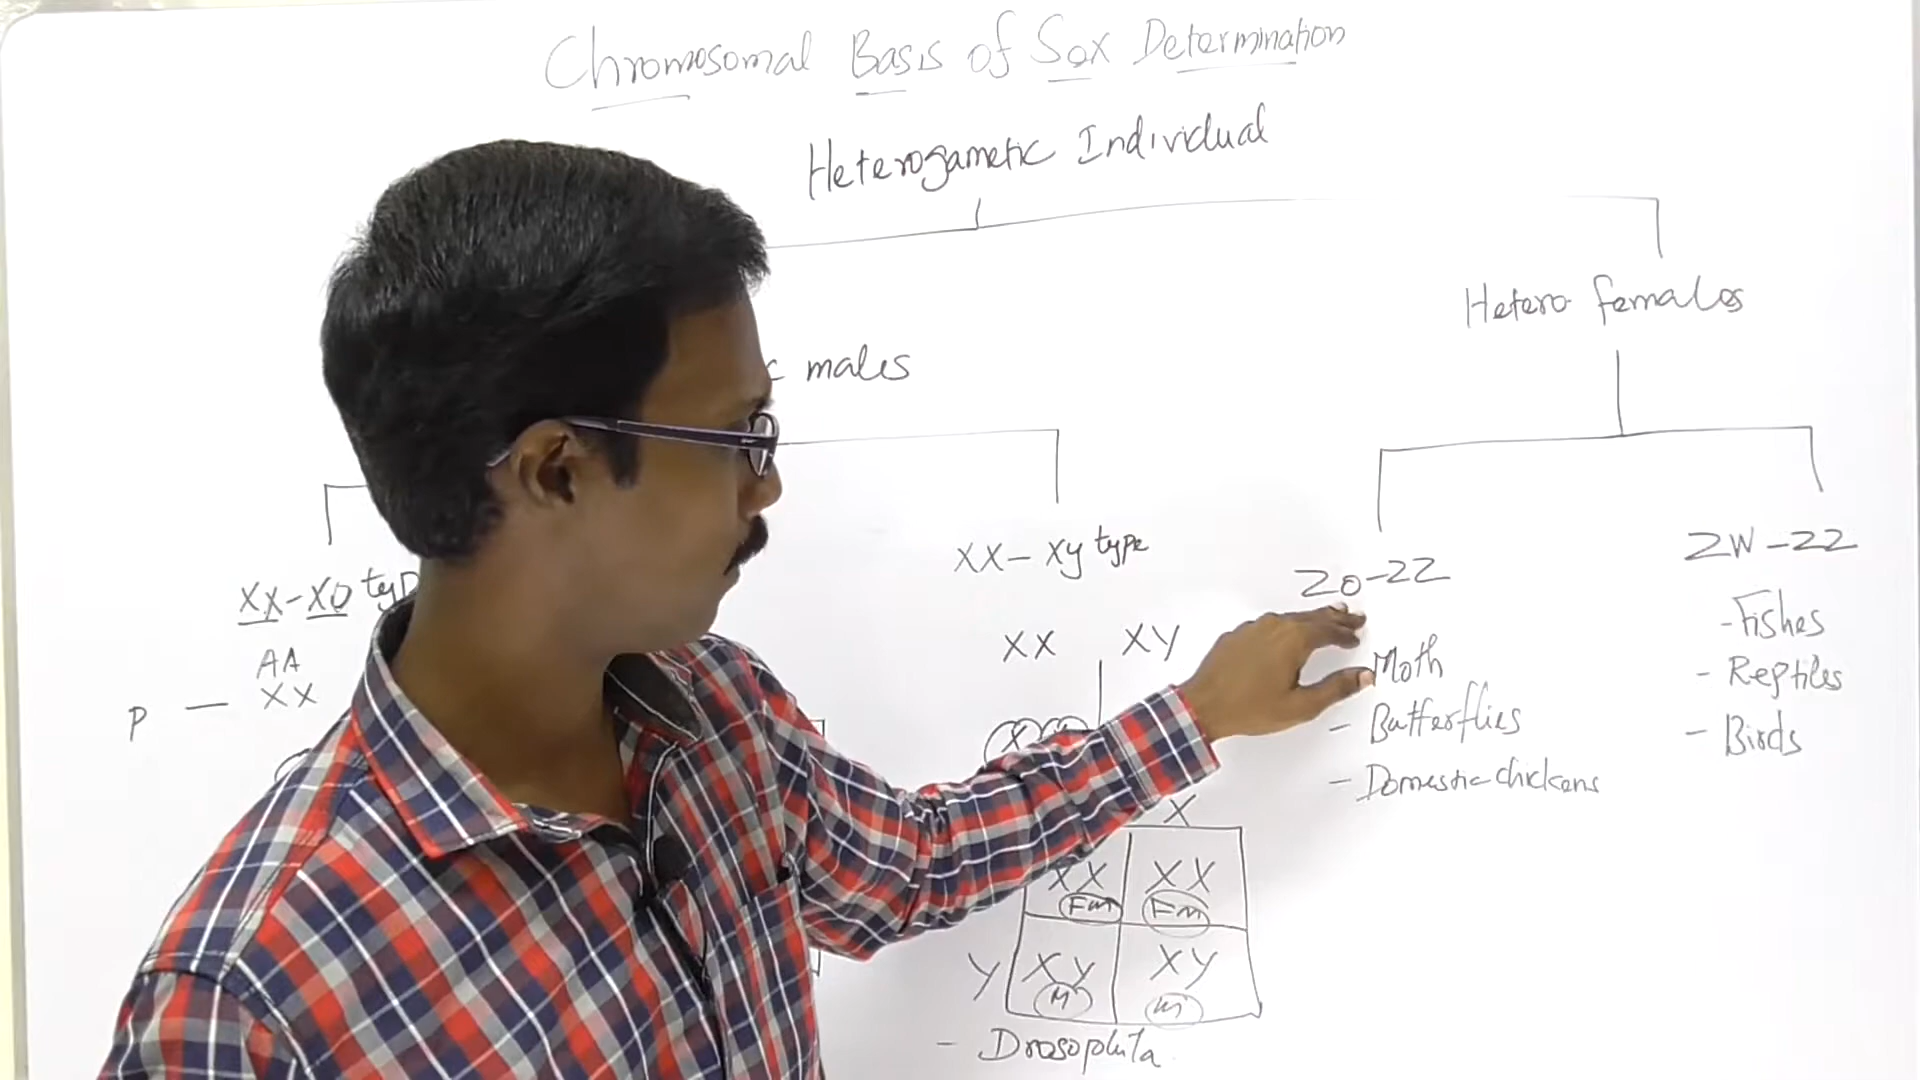 Chromosomal Basis of Sex Determination
Heterogametic Individual
Hetero females
males
XX-XO
XX-Xy type
ZO-ZZ
ZW-ZZ
AA
XX
P —
XX XY
- Fishes
- Reptiles
- Birds
Moth
- Butterflies
- Domestic chickens
X
X
XX XX
Fm Fm
Y XY XY
M M
- Drosophila